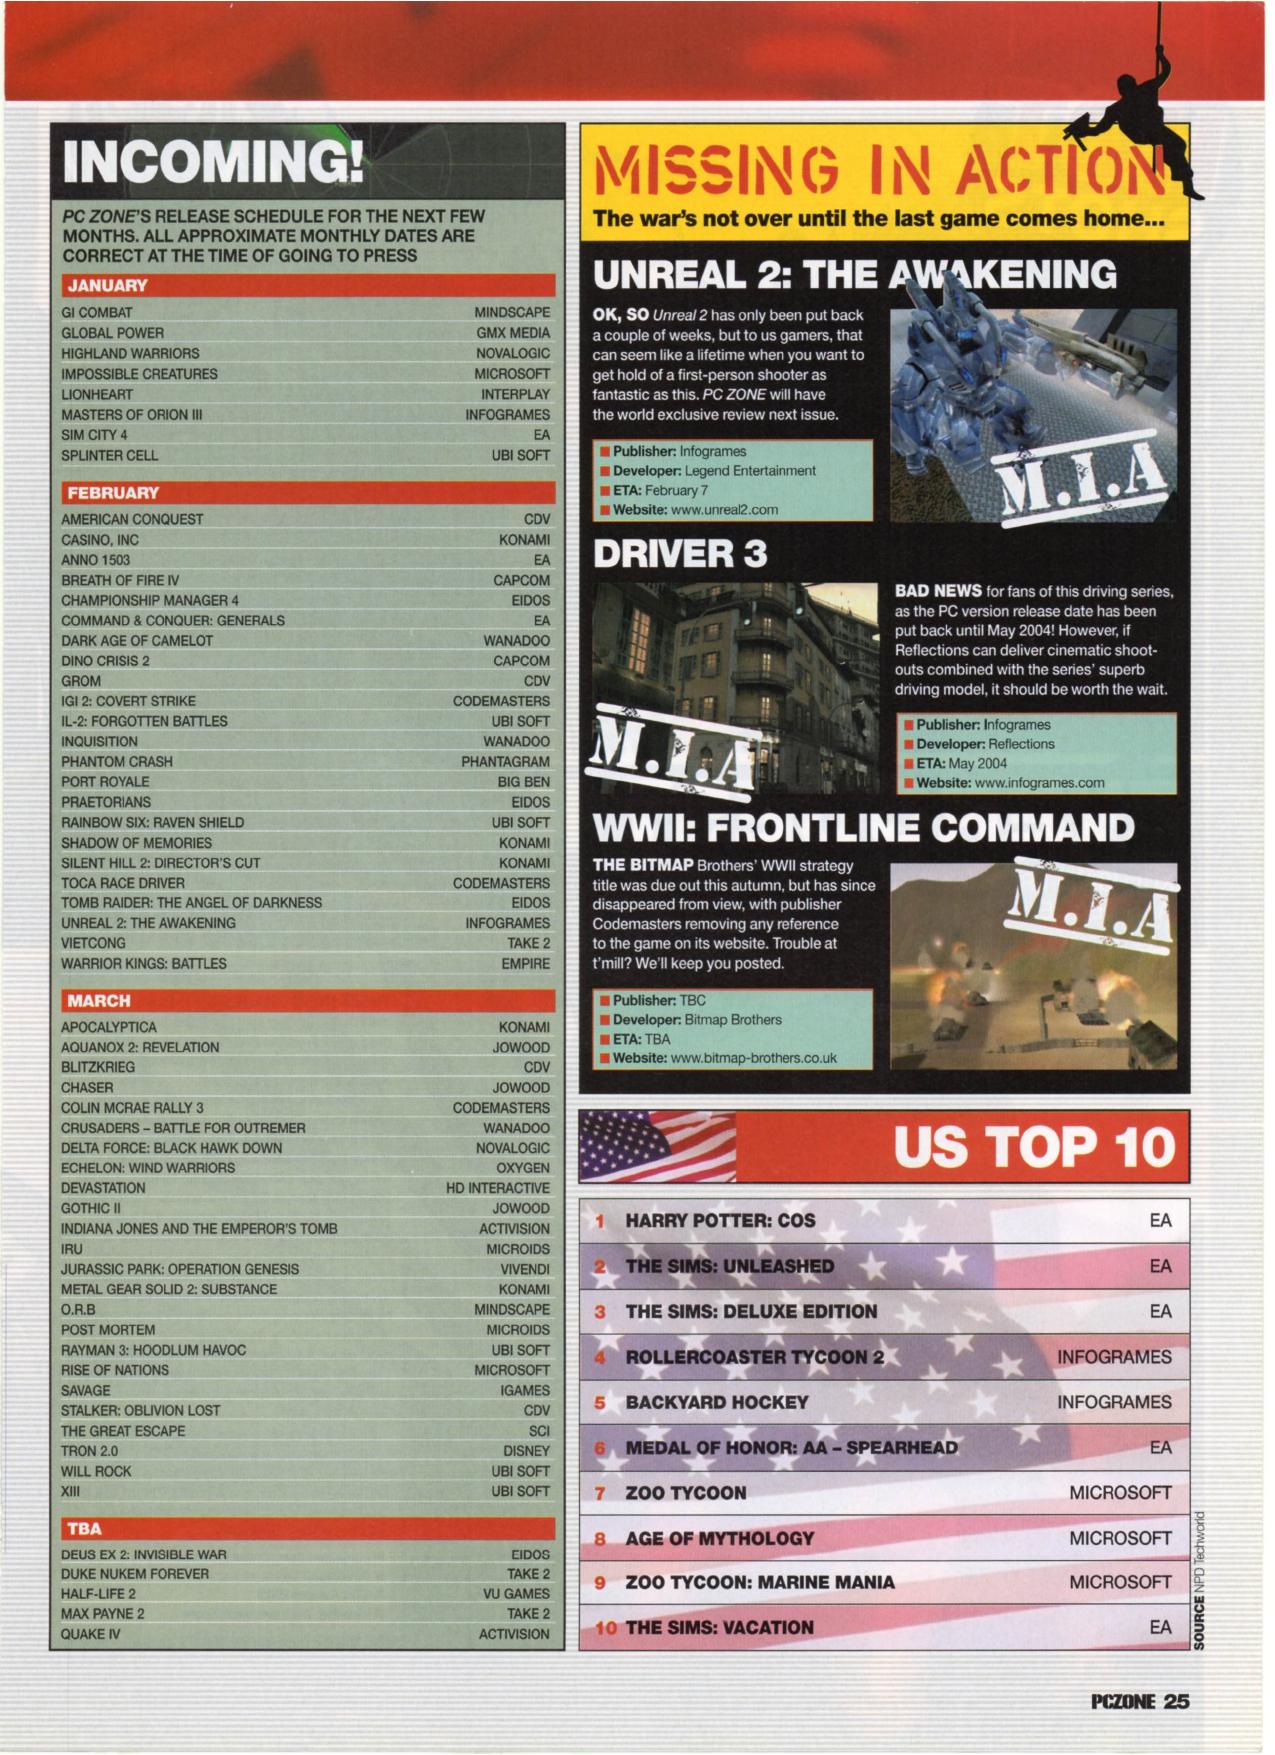 INCOMING!
PC ZONE'S RELEASE SCHEDULE FOR THE NEXT FEW
MONTHS. ALL APPROXIMATE MONTHLY DATES ARE
CORRECT AT THE TIME OF GOING TO PRESS
JANUARY
GI COMBAT MINDSCAPE
GLOBAL POWER GMX MEDIA
HIGHLAND WARRIORS NOVALOGIC
IMPOSSIBLE CREATURES MICROSOFT
LIONHEART INTERPLAY
MASTERS OF ORION III INFOGRAMES
SIM CITY 4 EA
SPLINTER CELL UBI SOFT
FEBRUARY
AMERICAN CONQUEST CDV
CASINO, INC KONAMI
ANNO 1503 EA
BREATH OF FIRE IV CAPCOM
CHAMPIONSHIP MANAGER 4 EIDOS
COMMAND & CONQUER: GENERALS EA
DARK AGE OF CAMELOT WANADOO
DINO CRISIS 2 CAPCOM
GROM CDV
IGI 2: COVERT STRIKE CODEMASTERS
IL-2: FORGOTTEN BATTLES UBI SOFT
INQUISITION WANADOO
PHANTOM CRASH PHANTAGRAM
PORT ROYALE BIG BEN
PRAETORIANS EIDOS
RAINBOW SIX: RAVEN SHIELD UBI SOFT
SHADOW OF MEMORIES KONAMI
SILENT HILL 2: DIRECTOR'S CUT KONAMI
TOCA RACE DRIVER CODEMASTERS
TOMB RAIDER: THE ANGEL OF DARKNESS EIDOS
UNREAL 2: THE AWAKENING INFOGRAMES
VIETCONG TAKE 2
WARRIOR KINGS: BATTLES EMPIRE
MARCH
APOCALYPTICA KONAMI
AQUANOX 2: REVELATION JOWOOD
BLITZKRIEG CDV
CHASER JOWOOD
COLIN MCRAE RALLY 3 CODEMASTERS
CRUSADERS – BATTLE FOR OUTREMER WANADOO
DELTA FORCE: BLACK HAWK DOWN NOVALOGIC
ECHELON: WIND WARRIORS OXYGEN
DEVASTATION HD INTERACTIVE
GOTHIC II JOWOOD
INDIANA JONES AND THE EMPEROR'S TOMB ACTIVISION
IRU MICROIDS
JURASSIC PARK: OPERATION GENESIS VIVENDI
METAL GEAR SOLID 2: SUBSTANCE KONAMI
O.R.B MINDSCAPE
POST MORTEM MICROIDS
RAYMAN 3: HOODLUM HAVOC UBI SOFT
RISE OF NATIONS MICROSOFT
SAVAGE IGAMES
STALKER: OBLIVION LOST CDV
THE GREAT ESCAPE SCI
TRON 2.0 DISNEY
WILL ROCK UBI SOFT
XIII UBI SOFT
TBA
DEUS EX 2: INVISIBLE WAR EIDOS
DUKE NUKEM FOREVER TAKE 2
HALF-LIFE 2 VU GAMES
MAX PAYNE 2 TAKE 2
QUAKE IV ACTIVISION
MISSING IN ACTION
The war's not over until the last game comes home...
UNREAL 2: THE AWAKENING
OK, SO Unreal 2 has only been put back
a couple of weeks, but to us gamers, that
can seem like a lifetime when you want to
get hold of a first-person shooter as
fantastic as this. PC ZONE will have
the world exclusive review next issue.
Publisher: Infogrames
Developer: Legend Entertainment
ETA: February 7
Website: www.unreal2.com
M.I.A
DRIVER 3
M.I.A
BAD NEWS for fans of this driving series,
as the PC version release date has been
put back until May 2004! However, if
Reflections can deliver cinematic shoot-
outs combined with the series' superb
driving model, it should be worth the wait.
Publisher: Infogrames
Developer: Reflections
ETA: May 2004
Website: www.infogrames.com
WWII: FRONTLINE COMMAND
THE BITMAP Brothers' WWII strategy
title was due out this autumn, but has since
disappeared from view, with publisher
Codemasters removing any reference
to the game on its website. Trouble at
t'mill? We'll keep you posted.
Publisher: TBC
Developer: Bitmap Brothers
ETA: TBA
Website: www.bitmap-brothers.co.uk
M.I.A
US TOP 10
1 HARRY POTTER: COS EA
2 THE SIMS: UNLEASHED EA
3 THE SIMS: DELUXE EDITION EA
4 ROLLERCOASTER TYCOON 2 INFOGRAMES
5 BACKYARD HOCKEY INFOGRAMES
6 MEDAL OF HONOR: AA – SPEARHEAD EA
7 ZOO TYCOON MICROSOFT
8 AGE OF MYTHOLOGY MICROSOFT
9 ZOO TYCOON: MARINE MANIA MICROSOFT
10 THE SIMS: VACATION EA
SOURCE NPD Techworld
PCZONE 25